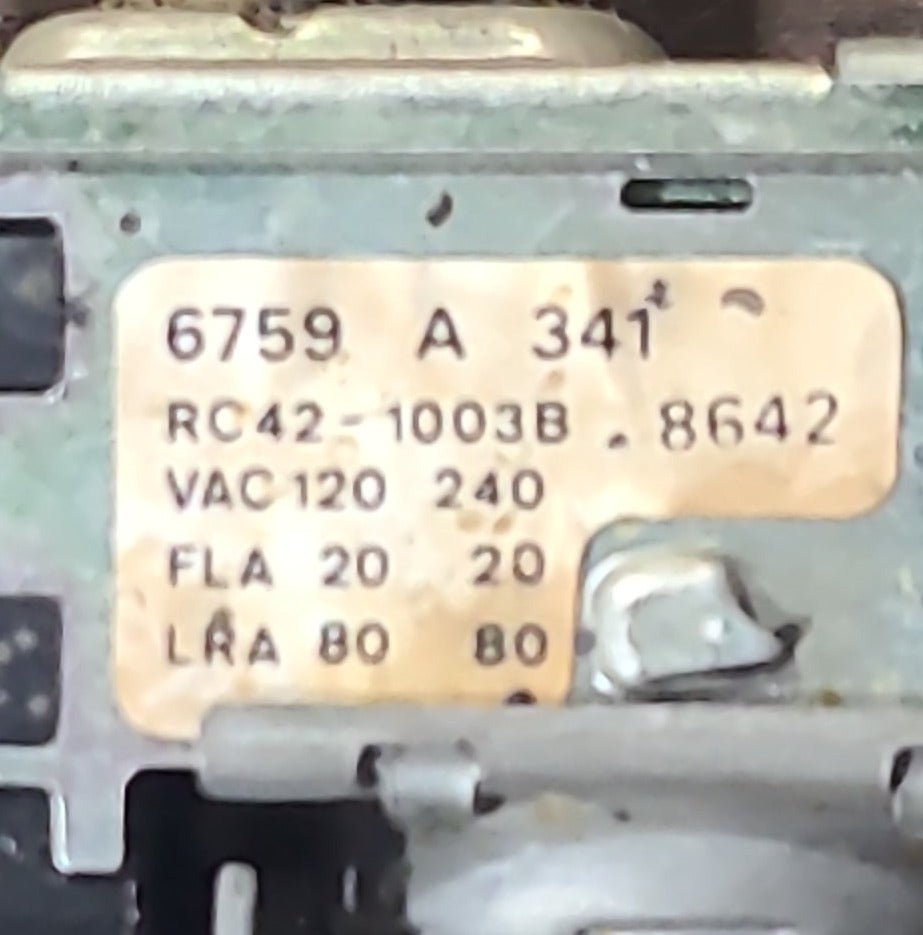 6759 A 341
RC42-1003B . 8642
VAC 120 240
FLA 20 20
LRA 80 80